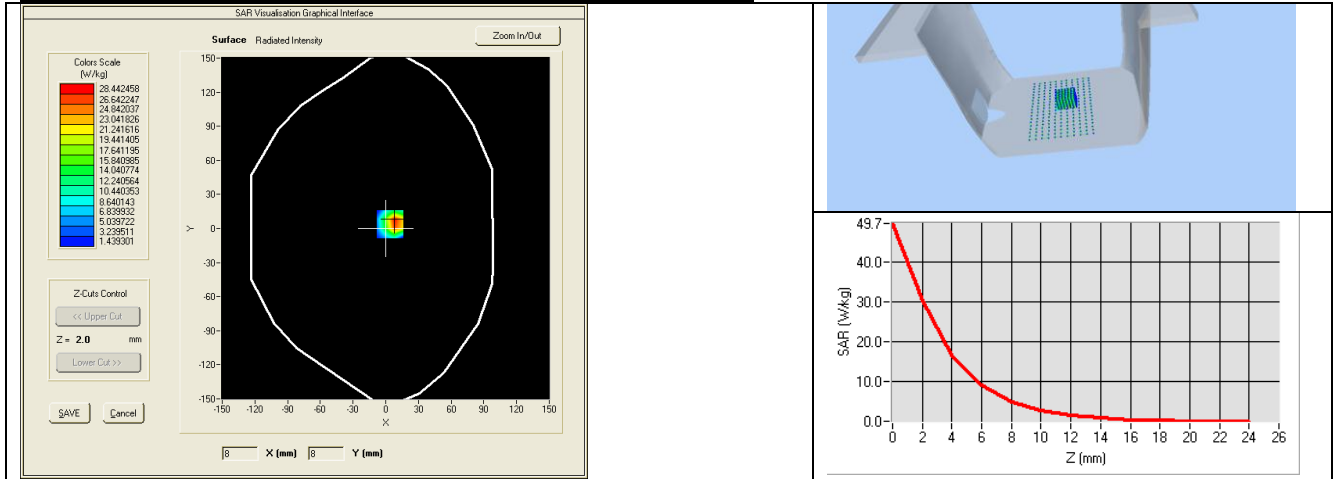 SAR Visualisation Graphical Interface
Surface Radiated Intensity
Zoom In/Out
Colors Scale
(W/kg)
28.442458
26.642247
24.842037
23.041826
21.241616
19.441405
17.641195
15.840985
14.040774
12.240564
10.440353
8.640143
6.839932
5.039722
3.239511
1.439301
Z-Cuts Control
<< Upper Cut
Z = 2.0 mm
Lower Cut >>
SAVE Cancel
150
120
90
60
30
0
-30
-60
-90
-120
-150
Y
-150 -120 -90 -60 -30 0 30 60 90 120 150
X
8 X (mm) 8 Y (mm)
49.7
40.0
30.0
20.0
10.0
0.0
SAR (W/kg)
0 2 4 6 8 10 12 14 16 18 20 22 24 26
Z (mm)